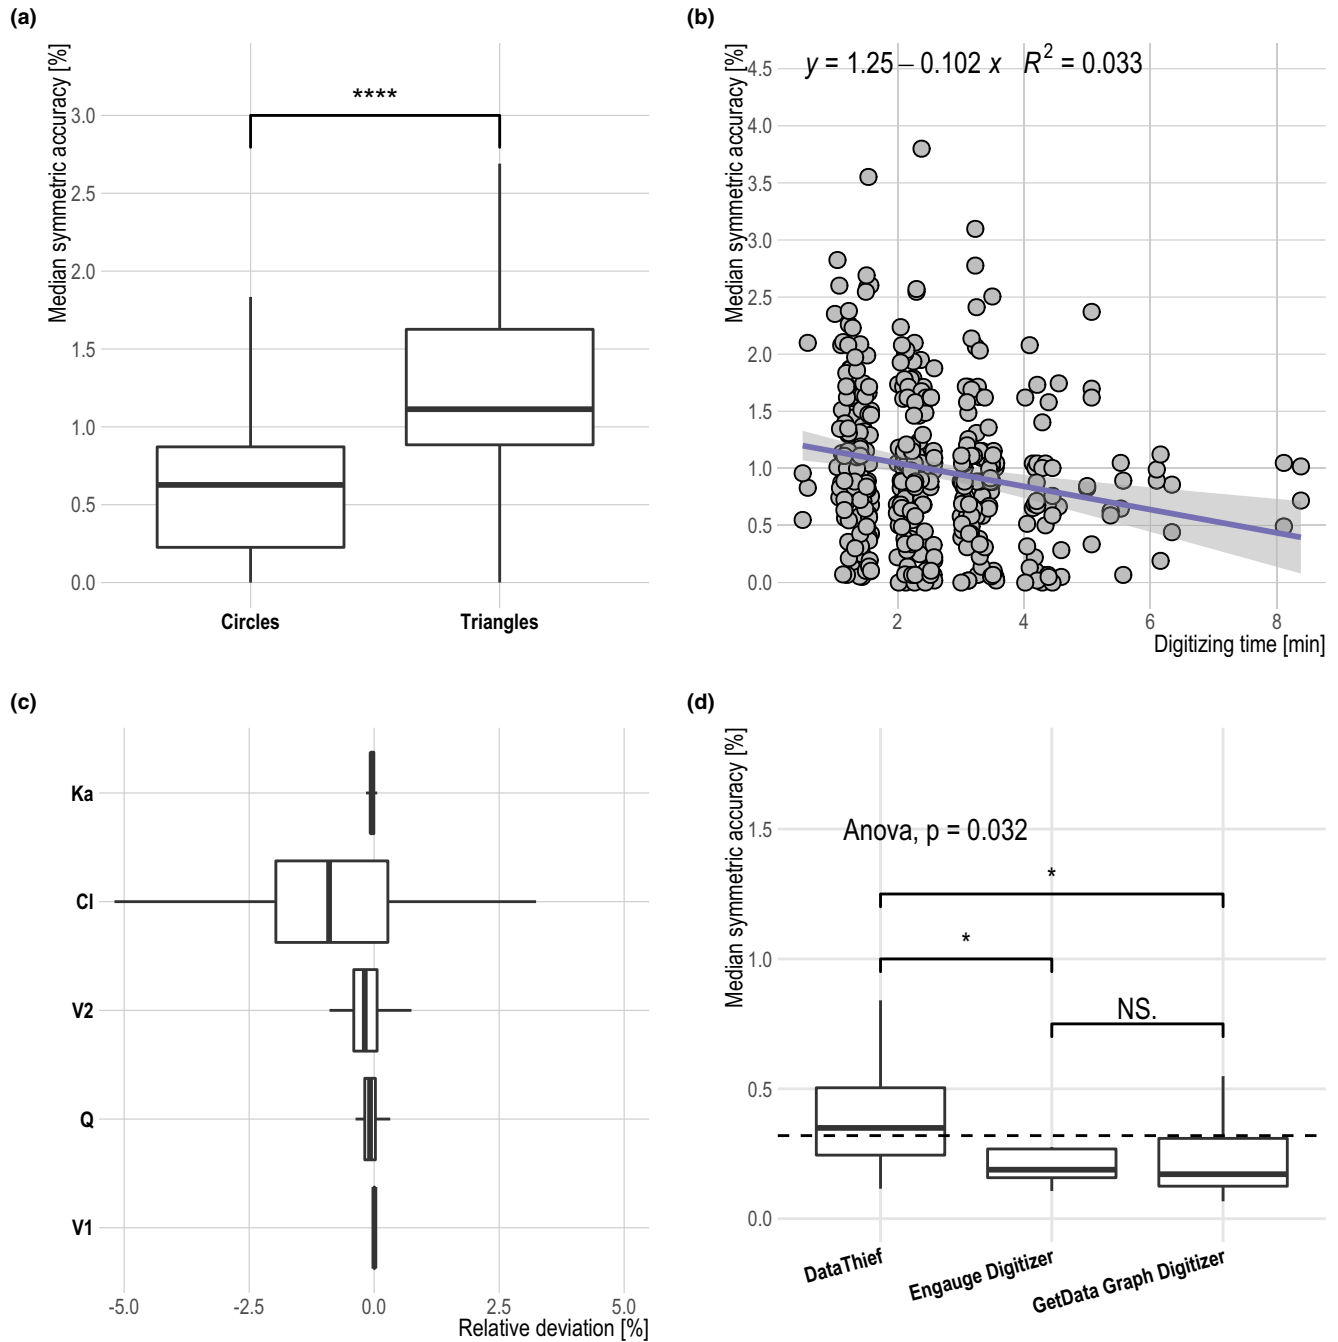 (a)
Median symmetric accuracy [%]
****
3.0
2.5
2.0
1.5
1.0
0.5
0.0
Circles Triangles
(b)
Median symmetric accuracy [%]
y = 1.25 – 0.102 x R² = 0.033
4.5
4.0
3.5
3.0
2.5
2.0
1.5
1.0
0.5
0.0
2 4 6 8
Digitizing time [min]
(c)
Ka
Cl
V2
Q
V1
-5.0 -2.5 0.0 2.5 5.0
Relative deviation [%]
(d)
Median symmetric accuracy [%]
Anova, p = 0.032
*
*
NS.
1.5
1.0
0.5
0.0
DataThief
Engauge Digitizer
GetData Graph Digitizer